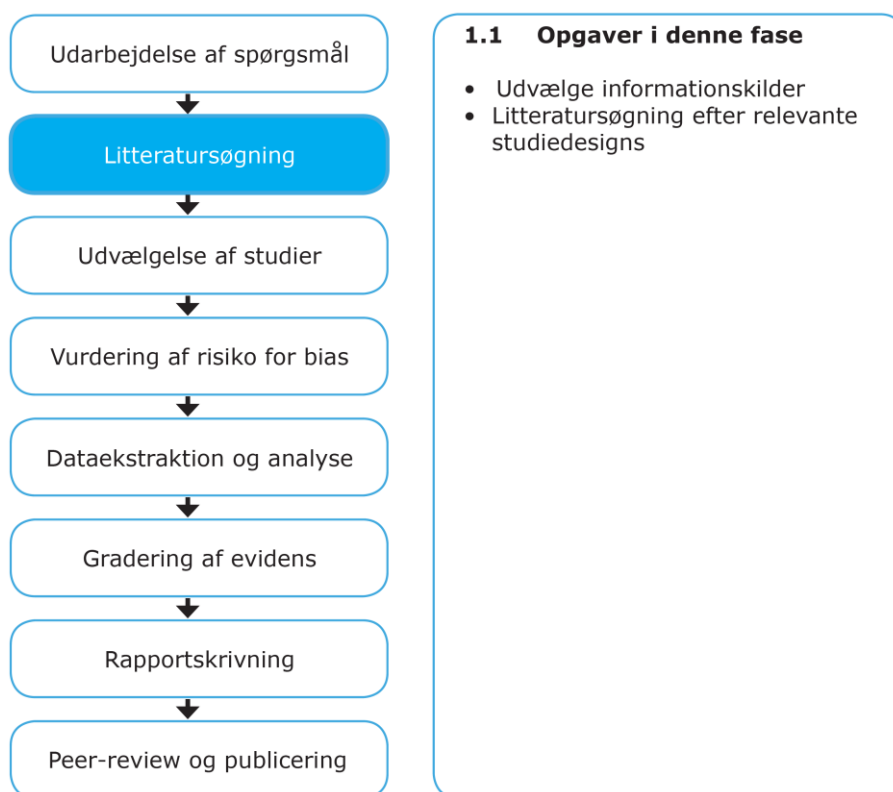 Udarbejdelse af spørgsmål
Litteratursøgning
Udvælgelse af studier
Vurdering af risiko for bias
Dataekstraktion og analyse
Gradering af evidens
Rapportskrivning
Peer-review og publicering
1.1 Opgaver i denne fase
• Udvælge informationskilder
• Litteratursøgning efter relevante
studiedesigns